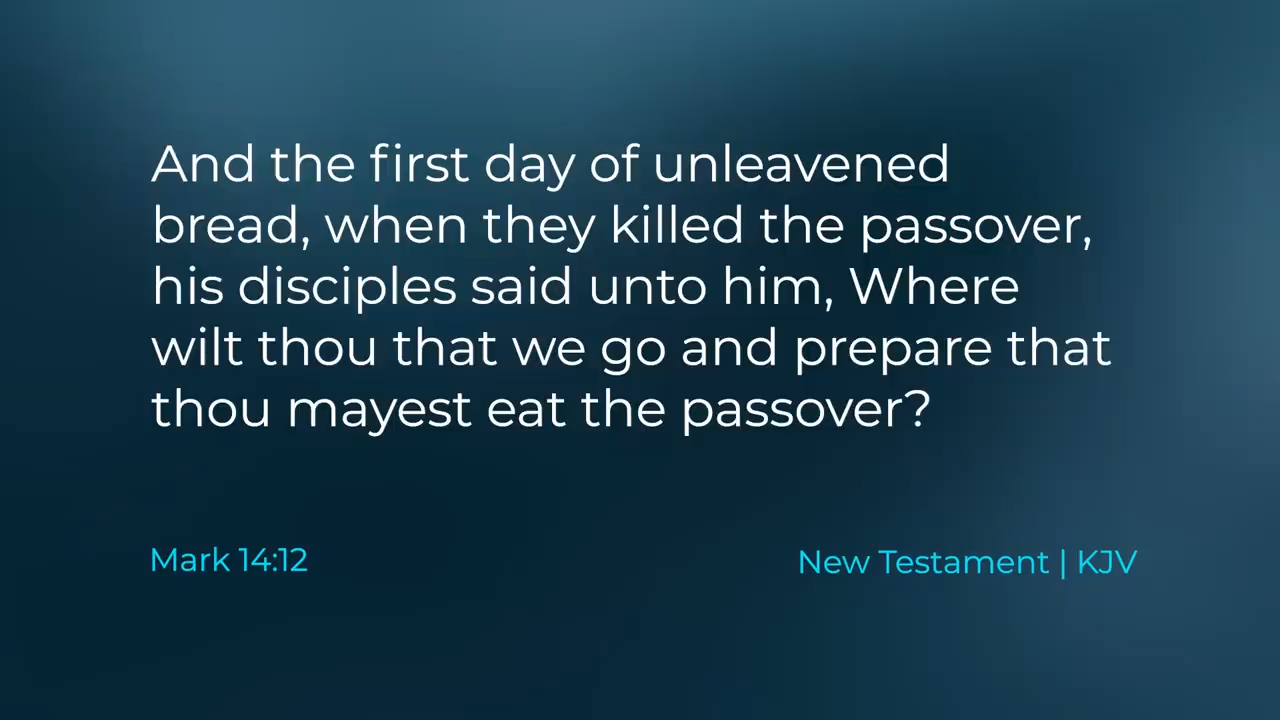 And the first day of unleavened
bread, when they killed the passover,
his disciples said unto him, Where
wilt thou that we go and prepare that
thou mayest eat the passover?
Mark 14:12
New Testament | KJV